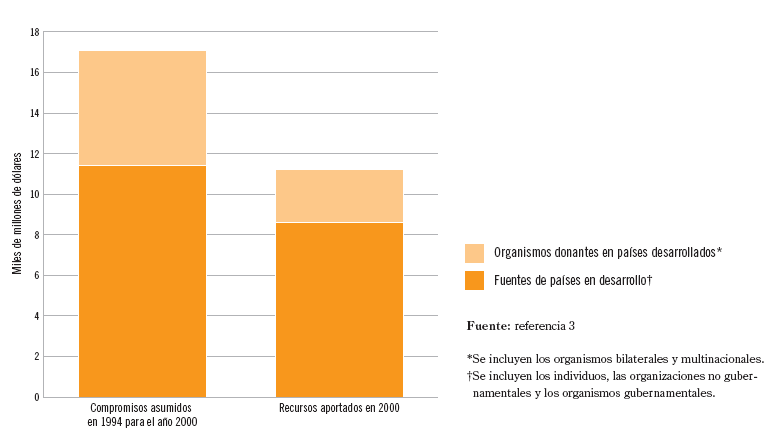 18
16
14
12
10
8
6
4
2
0
Miles de millones de dólares
Compromisos asumidos
en 1994 para el año 2000
Recursos aportados en 2000
Organismos donantes en países desarrollados*
Fuentes de países en desarrollo†
Fuente: referencia 3
*Se incluyen los organismos bilaterales y multinacionales.
†Se incluyen los individuos, las organizaciones no guber-
namentales y los organismos gubernamentales.